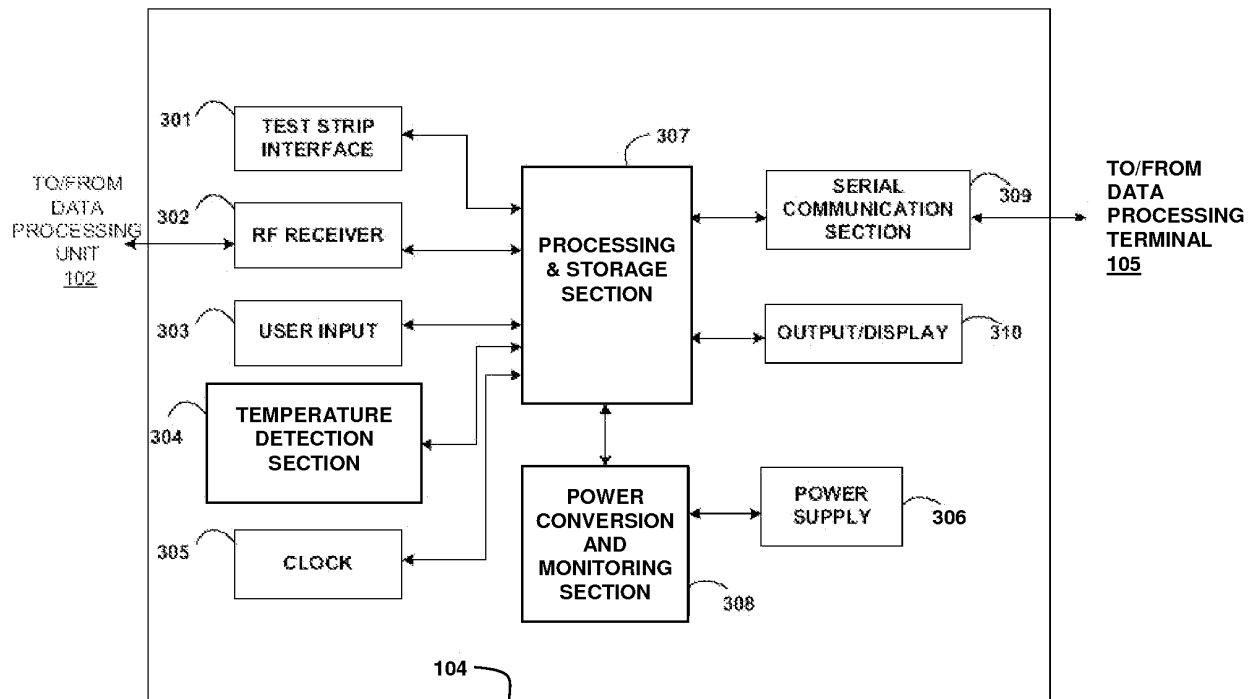 301
TEST STRIP
INTERFACE
TO/FROM
DATA
PROCESSING
UNIT
102
302
RF RECEIVER
303
USER INPUT
304
TEMPERATURE
DETECTION
SECTION
305
CLOCK
307
PROCESSING
& STORAGE
SECTION
POWER
CONVERSION
AND
MONITORING
SECTION
308
SERIAL
COMMUNICATION
SECTION
309
TO/FROM
DATA
PROCESSING
TERMINAL
105
OUTPUT/DISPLAY
310
POWER
SUPPLY
306
104